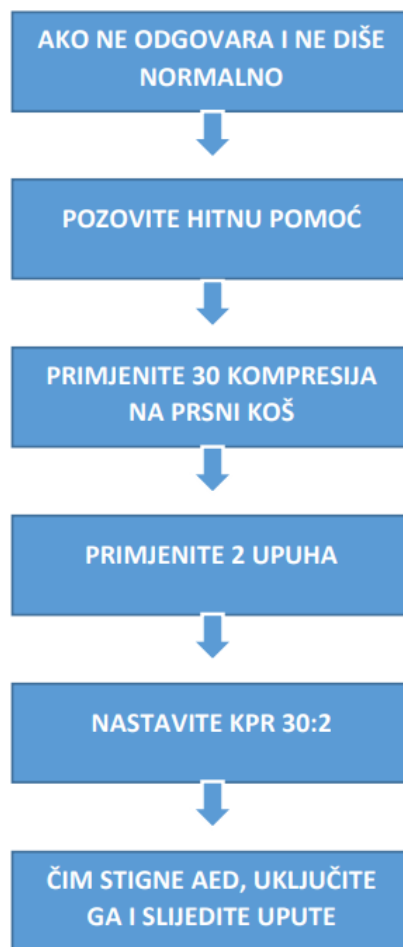 AKO NE ODGOVARA I NE DIŠE
NORMALNO
POZOVITE HITNU POMOĆ
PRIMJENITE 30 KOMPRESIJA
NA PRSNI KOŠ
PRIMJENITE 2 UPUHA
NASTAVITE KPR 30:2
ČIM STIGNE AED, UKLJUČITE
GA I SLIJEDITE UPUTE